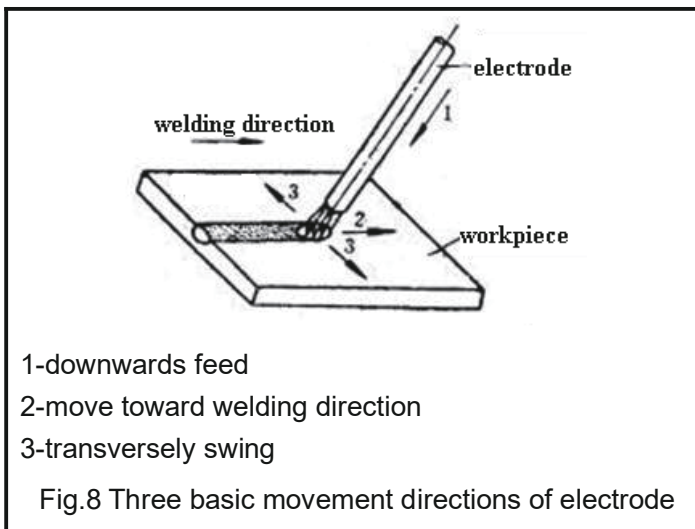 electrode
1
welding direction
3
2
3
workpiece
1-downwards feed
2-move toward welding direction
3-transversely swing
Fig.8 Three basic movement directions of electrode